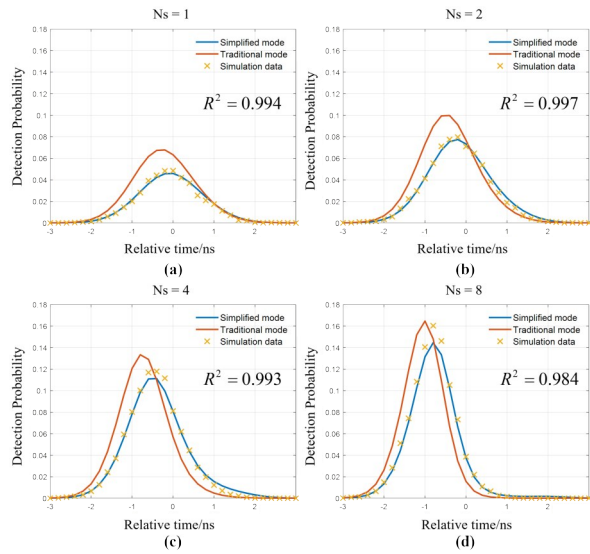 Ns = 1
0.18
0.16
0.14
0.12
0.1
0.08
0.06
0.04
0.02
0
Detection Probability
Simplified mode
Traditional mode
Simulation data
R² = 0.994
-3 -2 -1 0 1 2
Relative time/ns
(a)
Ns = 2
0.18
0.16
0.14
0.12
0.1
0.08
0.06
0.04
0.02
0
Detection Probability
Simplified mode
Traditional mode
Simulation data
R² = 0.997
-3 -2 -1 0 1 2
Relative time/ns
(b)
Ns = 4
0.18
0.16
0.14
0.12
0.1
0.08
0.06
0.04
0.02
0
Detection Probability
Simplified mode
Traditional mode
Simulation data
R² = 0.993
-3 -2 -1 0 1 2
Relative time/ns
(c)
Ns = 8
0.18
0.16
0.14
0.12
0.1
0.08
0.06
0.04
0.02
0
Detection Probability
Simplified mode
Traditional mode
Simulation data
R² = 0.984
-3 -2 -1 0 1 2
Relative time/ns
(d)